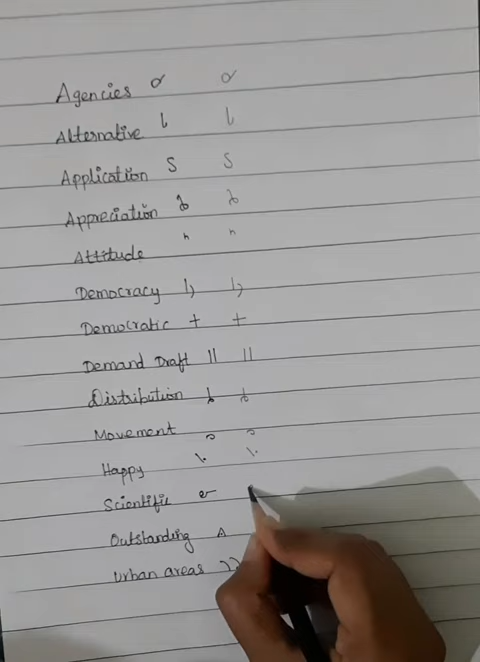 Agencies
Alternative
Application
Appreciation
Attitude
Democracy
Democratic
Demand Draft
Distribution
Movement
Happy
Scientific
Outstanding
Urban areas